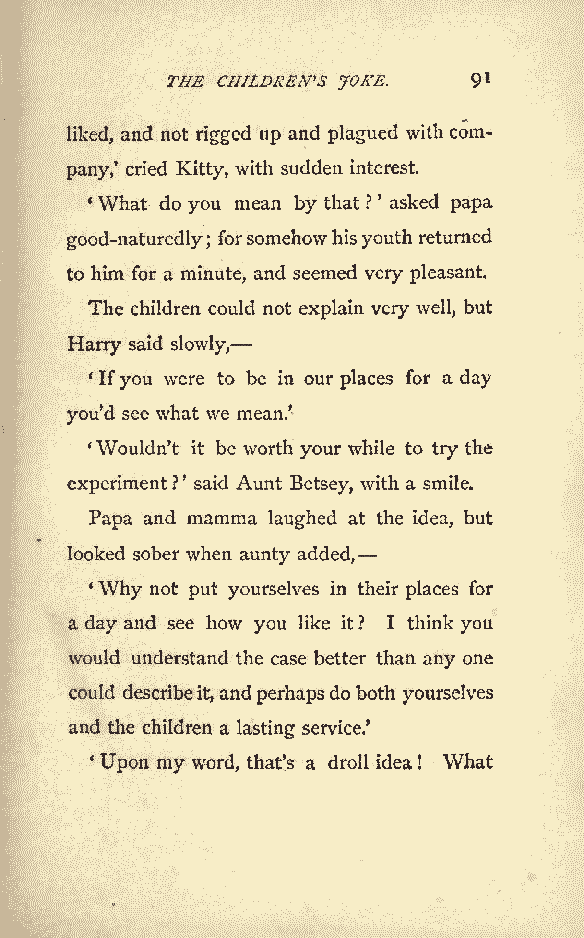 THE CHILDREN'S JOKE. 91
liked, and not rigged up and plagued with com-
pany,' cried Kitty, with sudden interest.
'What do you mean by that?' asked papa
good-naturedly; for somehow his youth returned
to him for a minute, and seemed very pleasant.
The children could not explain very well, but
Harry said slowly,—
'If you were to be in our places for a day
you'd see what we mean.'
'Wouldn't it be worth your while to try the
experiment?' said Aunt Betsey, with a smile.
Papa and mamma laughed at the idea, but
looked sober when aunty added,—
'Why not put yourselves in their places for
a day and see how you like it? I think you
would understand the case better than any one
could describe it, and perhaps do both yourselves
and the children a lasting service.'
'Upon my word, that's a droll idea! What